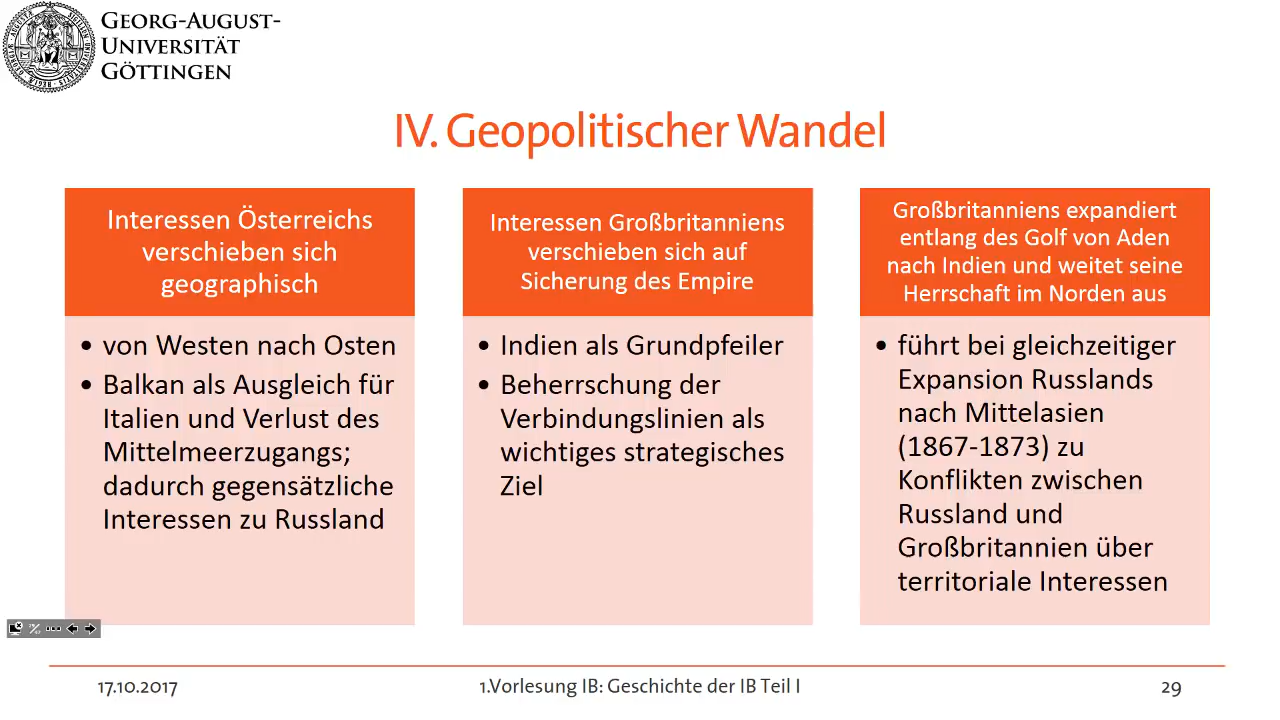 GEORG-AUGUST-
UNIVERSITÄT
GÖTTINGEN
IV. Geopolitischer Wandel
Interessen Österreichs
verschieben sich
geographisch
• von Westen nach Osten
• Balkan als Ausgleich für
Italien und Verlust des
Mittelmeerzugangs;
dadurch gegensätzliche
Interessen zu Russland
Interessen Großbritanniens
verschieben sich auf
Sicherung des Empire
• Indien als Grundpfeiler
• Beherrschung der
Verbindungslinien als
wichtiges strategisches
Ziel
Großbritanniens expandiert
entlang des Golf von Aden
nach Indien und weitet seine
Herrschaft im Norden aus
• führt bei gleichzeitiger
Expansion Russlands
nach Mittelasien
(1867-1873) zu
Konflikten zwischen
Russland und
Großbritannien über
territoriale Interessen
17.10.2017
1.Vorlesung IB: Geschichte der IB Teil I
29